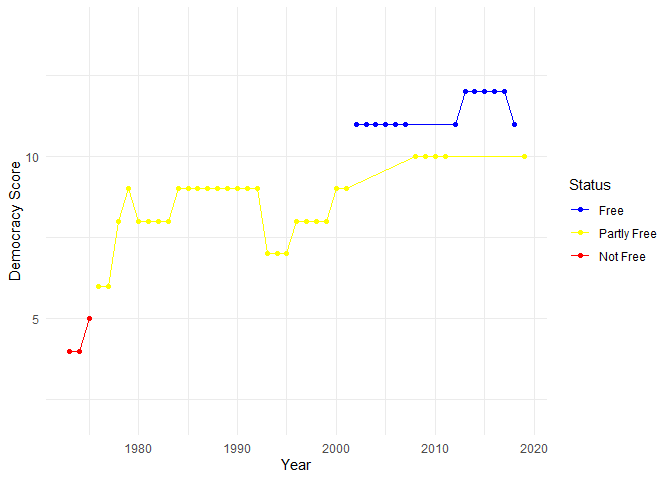 Democracy Score
10
5
1980
1990
2000
2010
2020
Year
Status
Free
Partly Free
Not Free